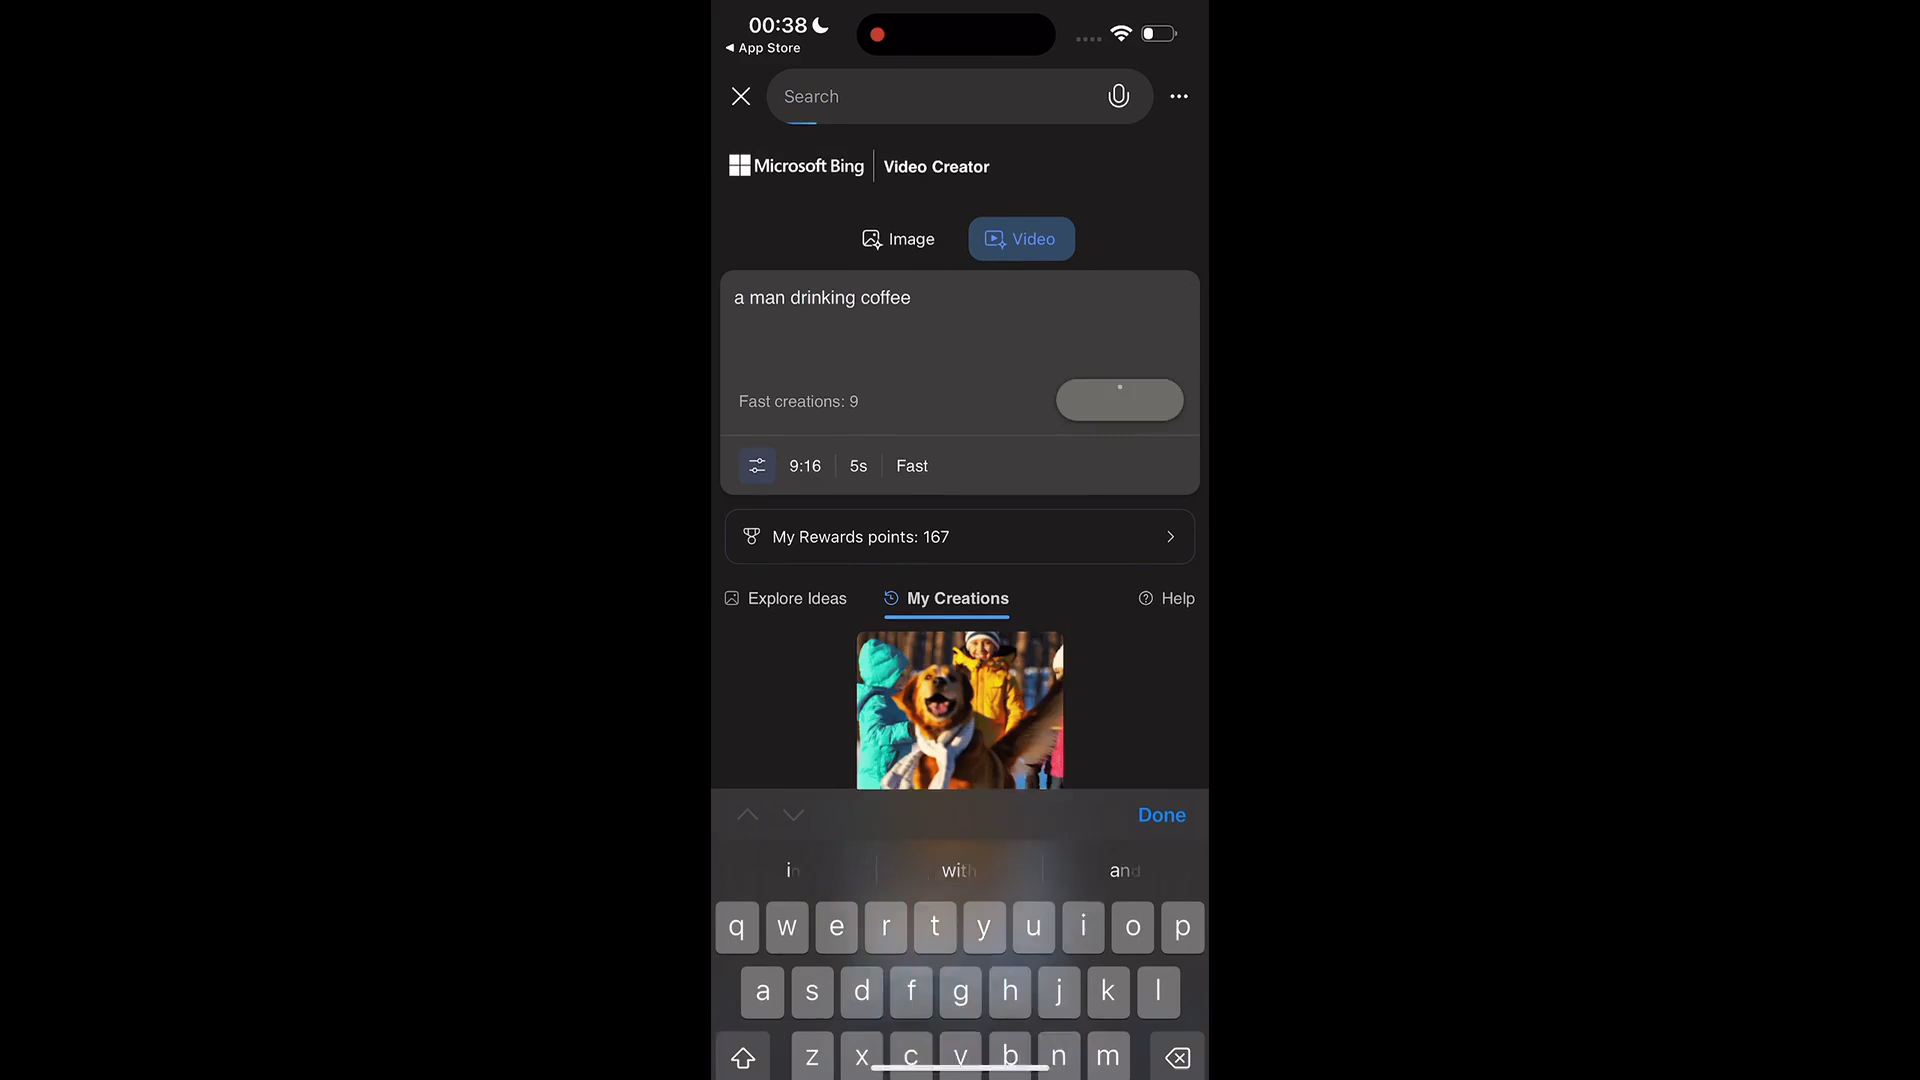 00:38
App Store
Search
Microsoft Bing | Video Creator
Image
Video
a man drinking coffee
Fast creations: 9
9:16
5s
Fast
My Rewards points: 167
Explore Ideas
My Creations
Help
Done
in with and
q w e r t y u i o p
a s d f g h j k l
z x c v b n m